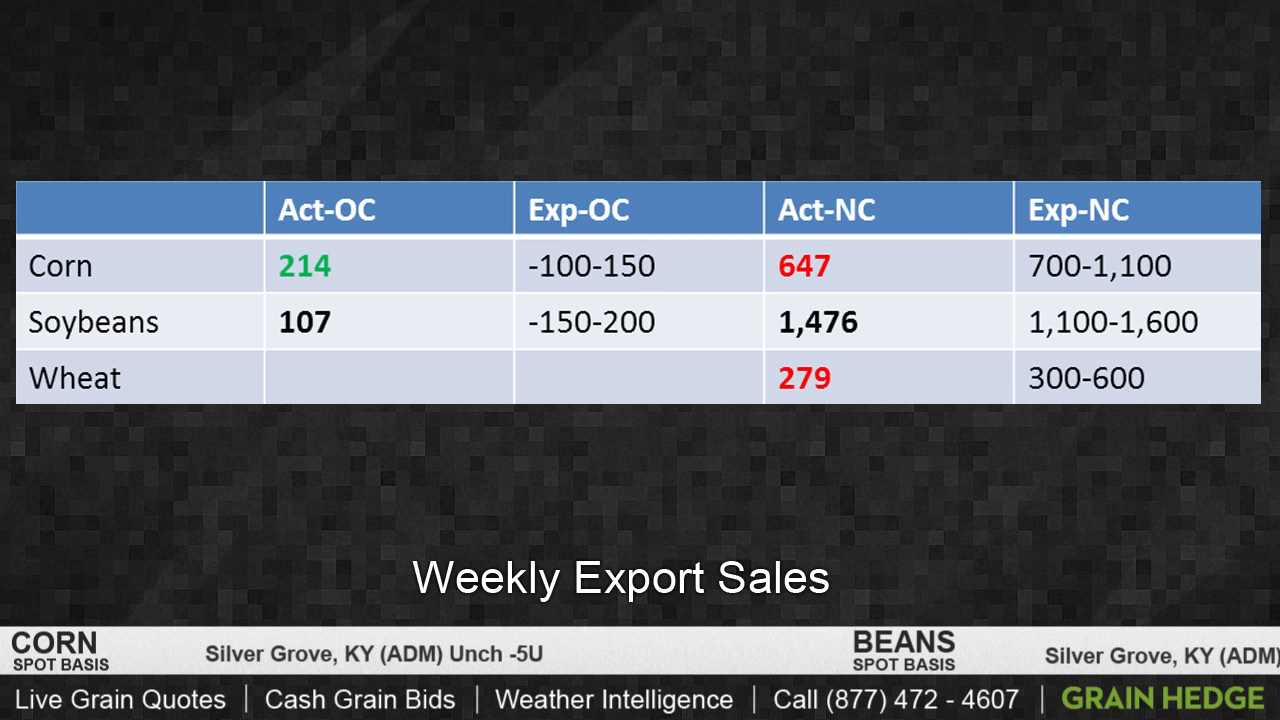 Act-OC Exp-OC Act-NC Exp-NC
Corn 214 -100-150 647 700-1,100
Soybeans 107 -150-200 1,476 1,100-1,600
Wheat 279 300-600
Weekly Export Sales
CORN
SPOT BASIS
Silver Grove, KY (ADM) Unch -5U
BEANS
SPOT BASIS
Silver Grove, KY (ADM)
Live Grain Quotes | Cash Grain Bids | Weather Intelligence | Call (877) 472 - 4607 | GRAIN HEDGE